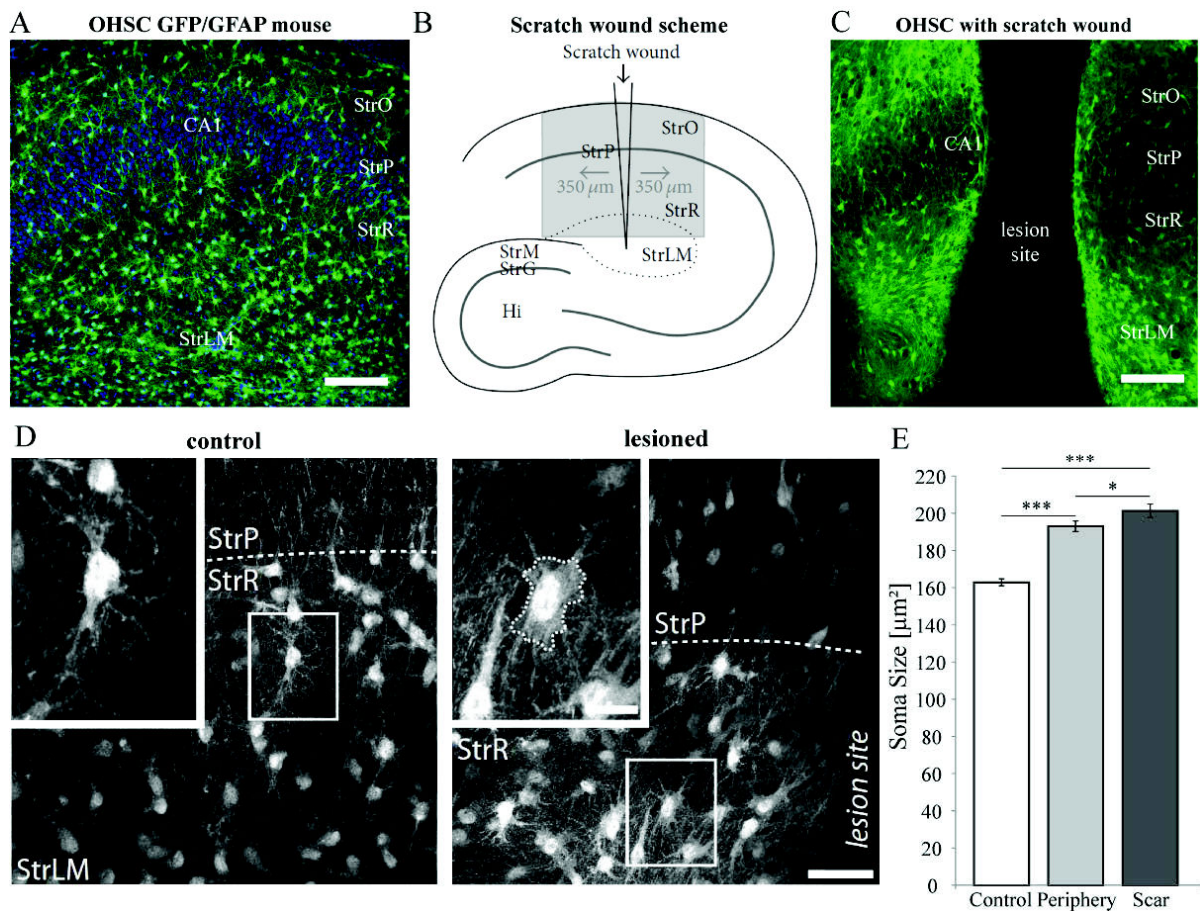 A
OHSC GFP/GFAP mouse
StrO
CA1
StrP
StrR
StrLM
B
Scratch wound scheme
Scratch wound
StrO
StrP
350 µm
350 µm
StrR
StrM
StrLM
StrG
Hi
C
OHSC with scratch wound
StrO
CA1
StrP
StrR
lesion
site
StrLM
D
control
StrP
StrR
StrLM
lesioned
StrP
StrR
lesion site
E
***
***
*
Soma Size [µm²]
220
200
180
160
140
120
100
80
60
40
20
0
Control Periphery Scar